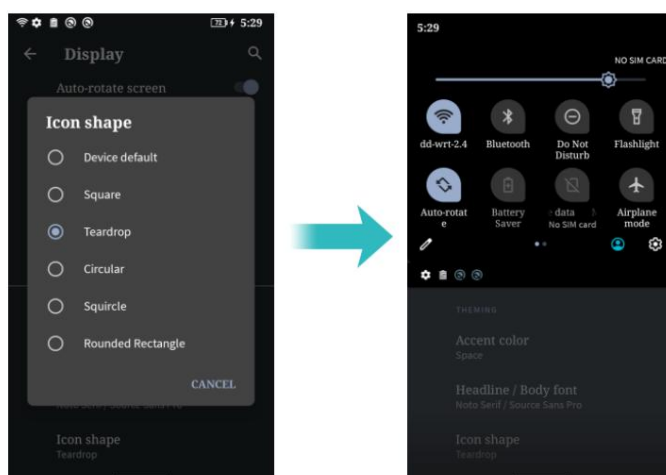 72 5:29
Display
Auto-rotate screen
Icon shape
Device default
Square
Teardrop
Circular
Squircle
Rounded Rectangle
CANCEL
Noto Serif / Source Sans Pro
Icon shape
Teardrop
5:29
NO SIM CARD
dd-wrt-2.4
Bluetooth
Do Not
Disturb
Flashlight
Auto-rotat
e
Battery
Saver
data
No SIM card
Airplane
mode
THEMING
Accent color
Space
Headline / Body font
Noto Serif / Source Sans Pro
Icon shape
Teardrop